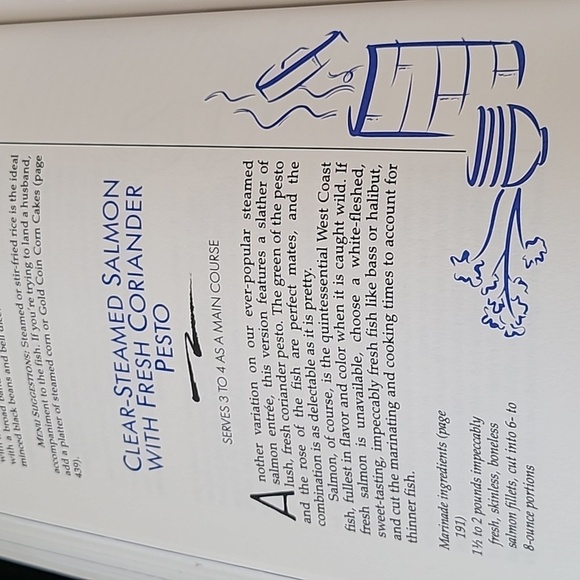 with a broad
minced black beans and bell
MENU SUGGESTIONS: Steamed or stir-fried rice is the ideal
accompaniment to the fish. If you're trying to land a husband,
add a platter of steamed corn or Gold Coin Corn Cakes (page
439).
CLEAR-STEAMED SALMON
WITH FRESH CORIANDER
PESTO
SERVES 3 TO 4 AS A MAIN COURSE
Another variation on our ever-popular steamed
salmon entrée, this version features a slather of
lush, fresh coriander pesto. The green of the pesto
and the rose of the fish are perfect mates, and the
combination is as delectable as it is pretty.
Salmon, of course, is the quintessential West Coast
fish, fullest in flavor and color when it is caught wild. If
fresh salmon is unavailable, choose a white-fleshed,
sweet-tasting, impeccably fresh fish like bass or halibut,
and cut the marinating and cooking times to account for
thinner fish.
Marinade ingredients (page
191)
1½ to 2 pounds impeccably
fresh, skinless, boneless
salmon fillets, cut into 6- to
8-ounce portions